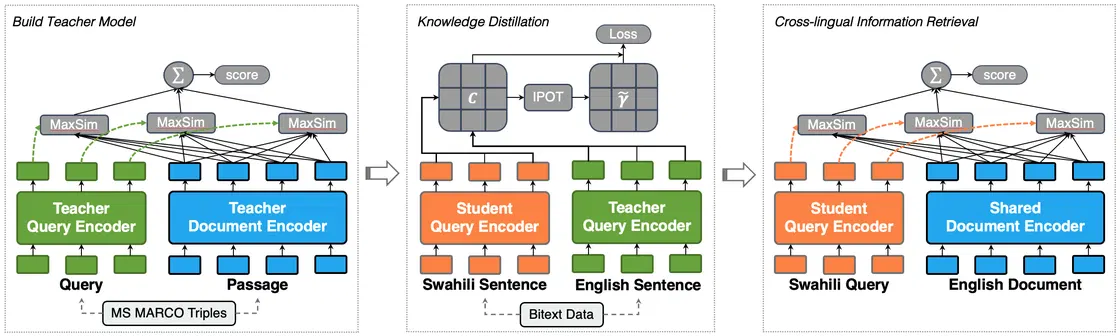 Build Teacher Model
Σ
score
MaxSim
MaxSim
MaxSim
Teacher
Query Encoder
Teacher
Document Encoder
Query
Passage
MS MARCO Triples
Knowledge Distillation
Loss
C
IPOT
γ̃
Student
Query Encoder
Teacher
Query Encoder
Swahili Sentence
English Sentence
Bitext Data
Cross-lingual Information Retrieval
Σ
score
MaxSim
MaxSim
MaxSim
Student
Query Encoder
Shared
Document Encoder
Swahili Query
English Document